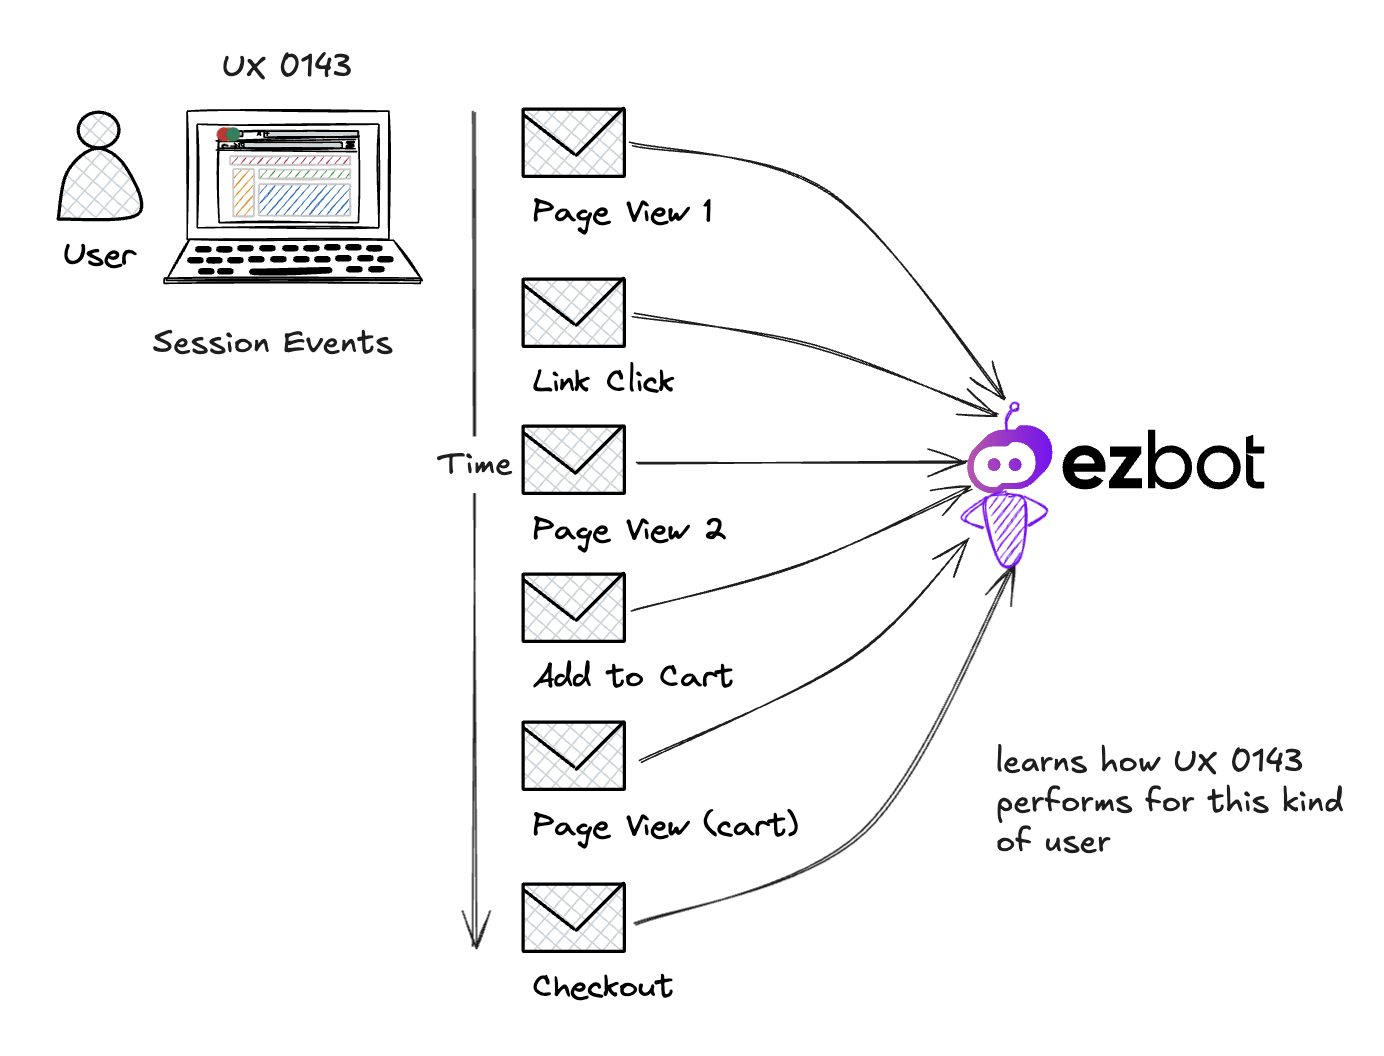 UX 0143
User
Session Events
Page View 1
Link Click
Time
Page View 2
Add to Cart
Page View (cart)
Checkout
ezbot
learns how UX 0143
performs for this kind
of user